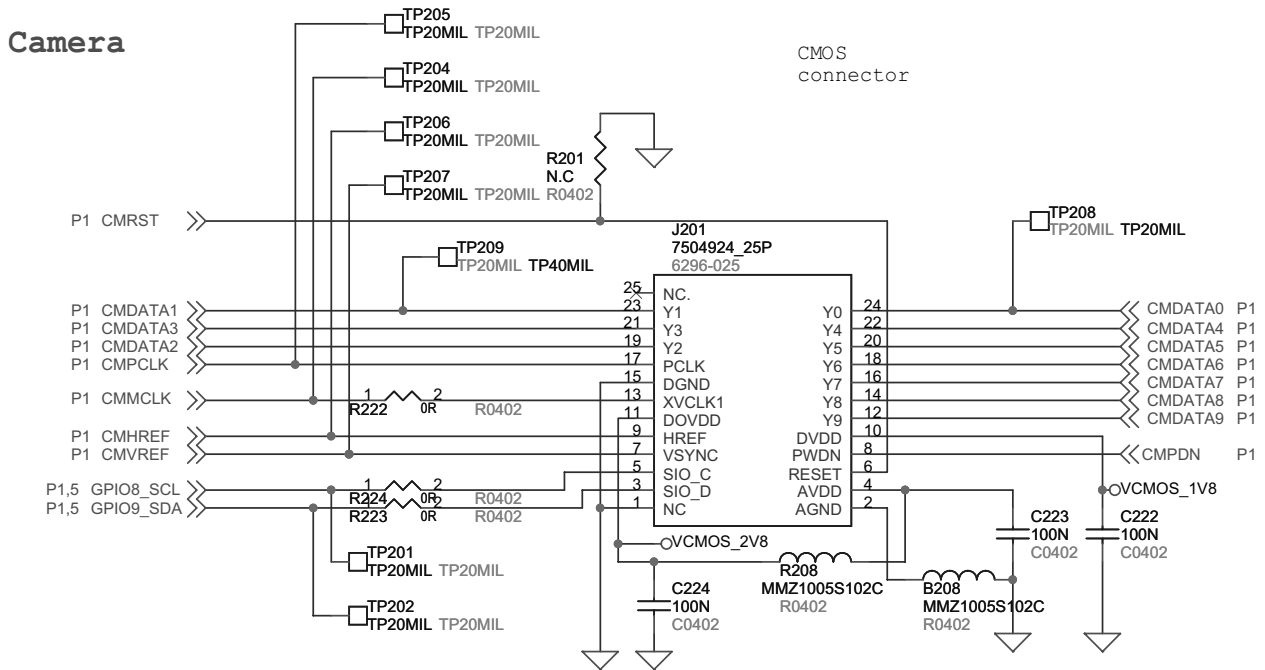 Camera
CMOS
connector
TP205
TP20MIL TP20MIL
TP204
TP20MIL TP20MIL
TP206
TP20MIL TP20MIL
TP207
TP20MIL TP20MIL
R201
N.C
R0402
P1 CMRST
TP208
TP20MIL TP20MIL
TP209
TP20MIL TP40MIL
J201
7504924_25P
6296-025
25 NC.
P1 CMDATA1 23 Y1
P1 CMDATA3 21 Y3
P1 CMDATA2 19 Y2
P1 CMPCLK 17 PCLK
15 DGND
P1 CMMCLK 1 2 13 XVCLK1
R222 0R R0402
11 DOVDD
P1 CMHREF 9 HREF
P1 CMVREF 7 VSYNC
P1,5 GPIO8_SCL 1 2 5 SIO_C
R224 0R R0402
P1,5 GPIO9_SDA 1 2 3 SIO_D
R223 0R R0402
1 NC
Y0 24 CMDATA0 P1
Y4 22 CMDATA4 P1
Y5 20 CMDATA5 P1
Y6 18 CMDATA6 P1
Y7 16 CMDATA7 P1
Y8 14 CMDATA8 P1
Y9 12 CMDATA9 P1
DVDD 10
PWDN 8 CMPDN P1
RESET 6
AVDD 4
AGND 2
VCMOS_1V8
VCMOS_2V8
TP201
TP20MIL TP20MIL
TP202
TP20MIL TP20MIL
C224
100N
C0402
R208
MMZ1005S102C
R0402
B208
MMZ1005S102C
R0402
C223
100N
C0402
C222
100N
C0402